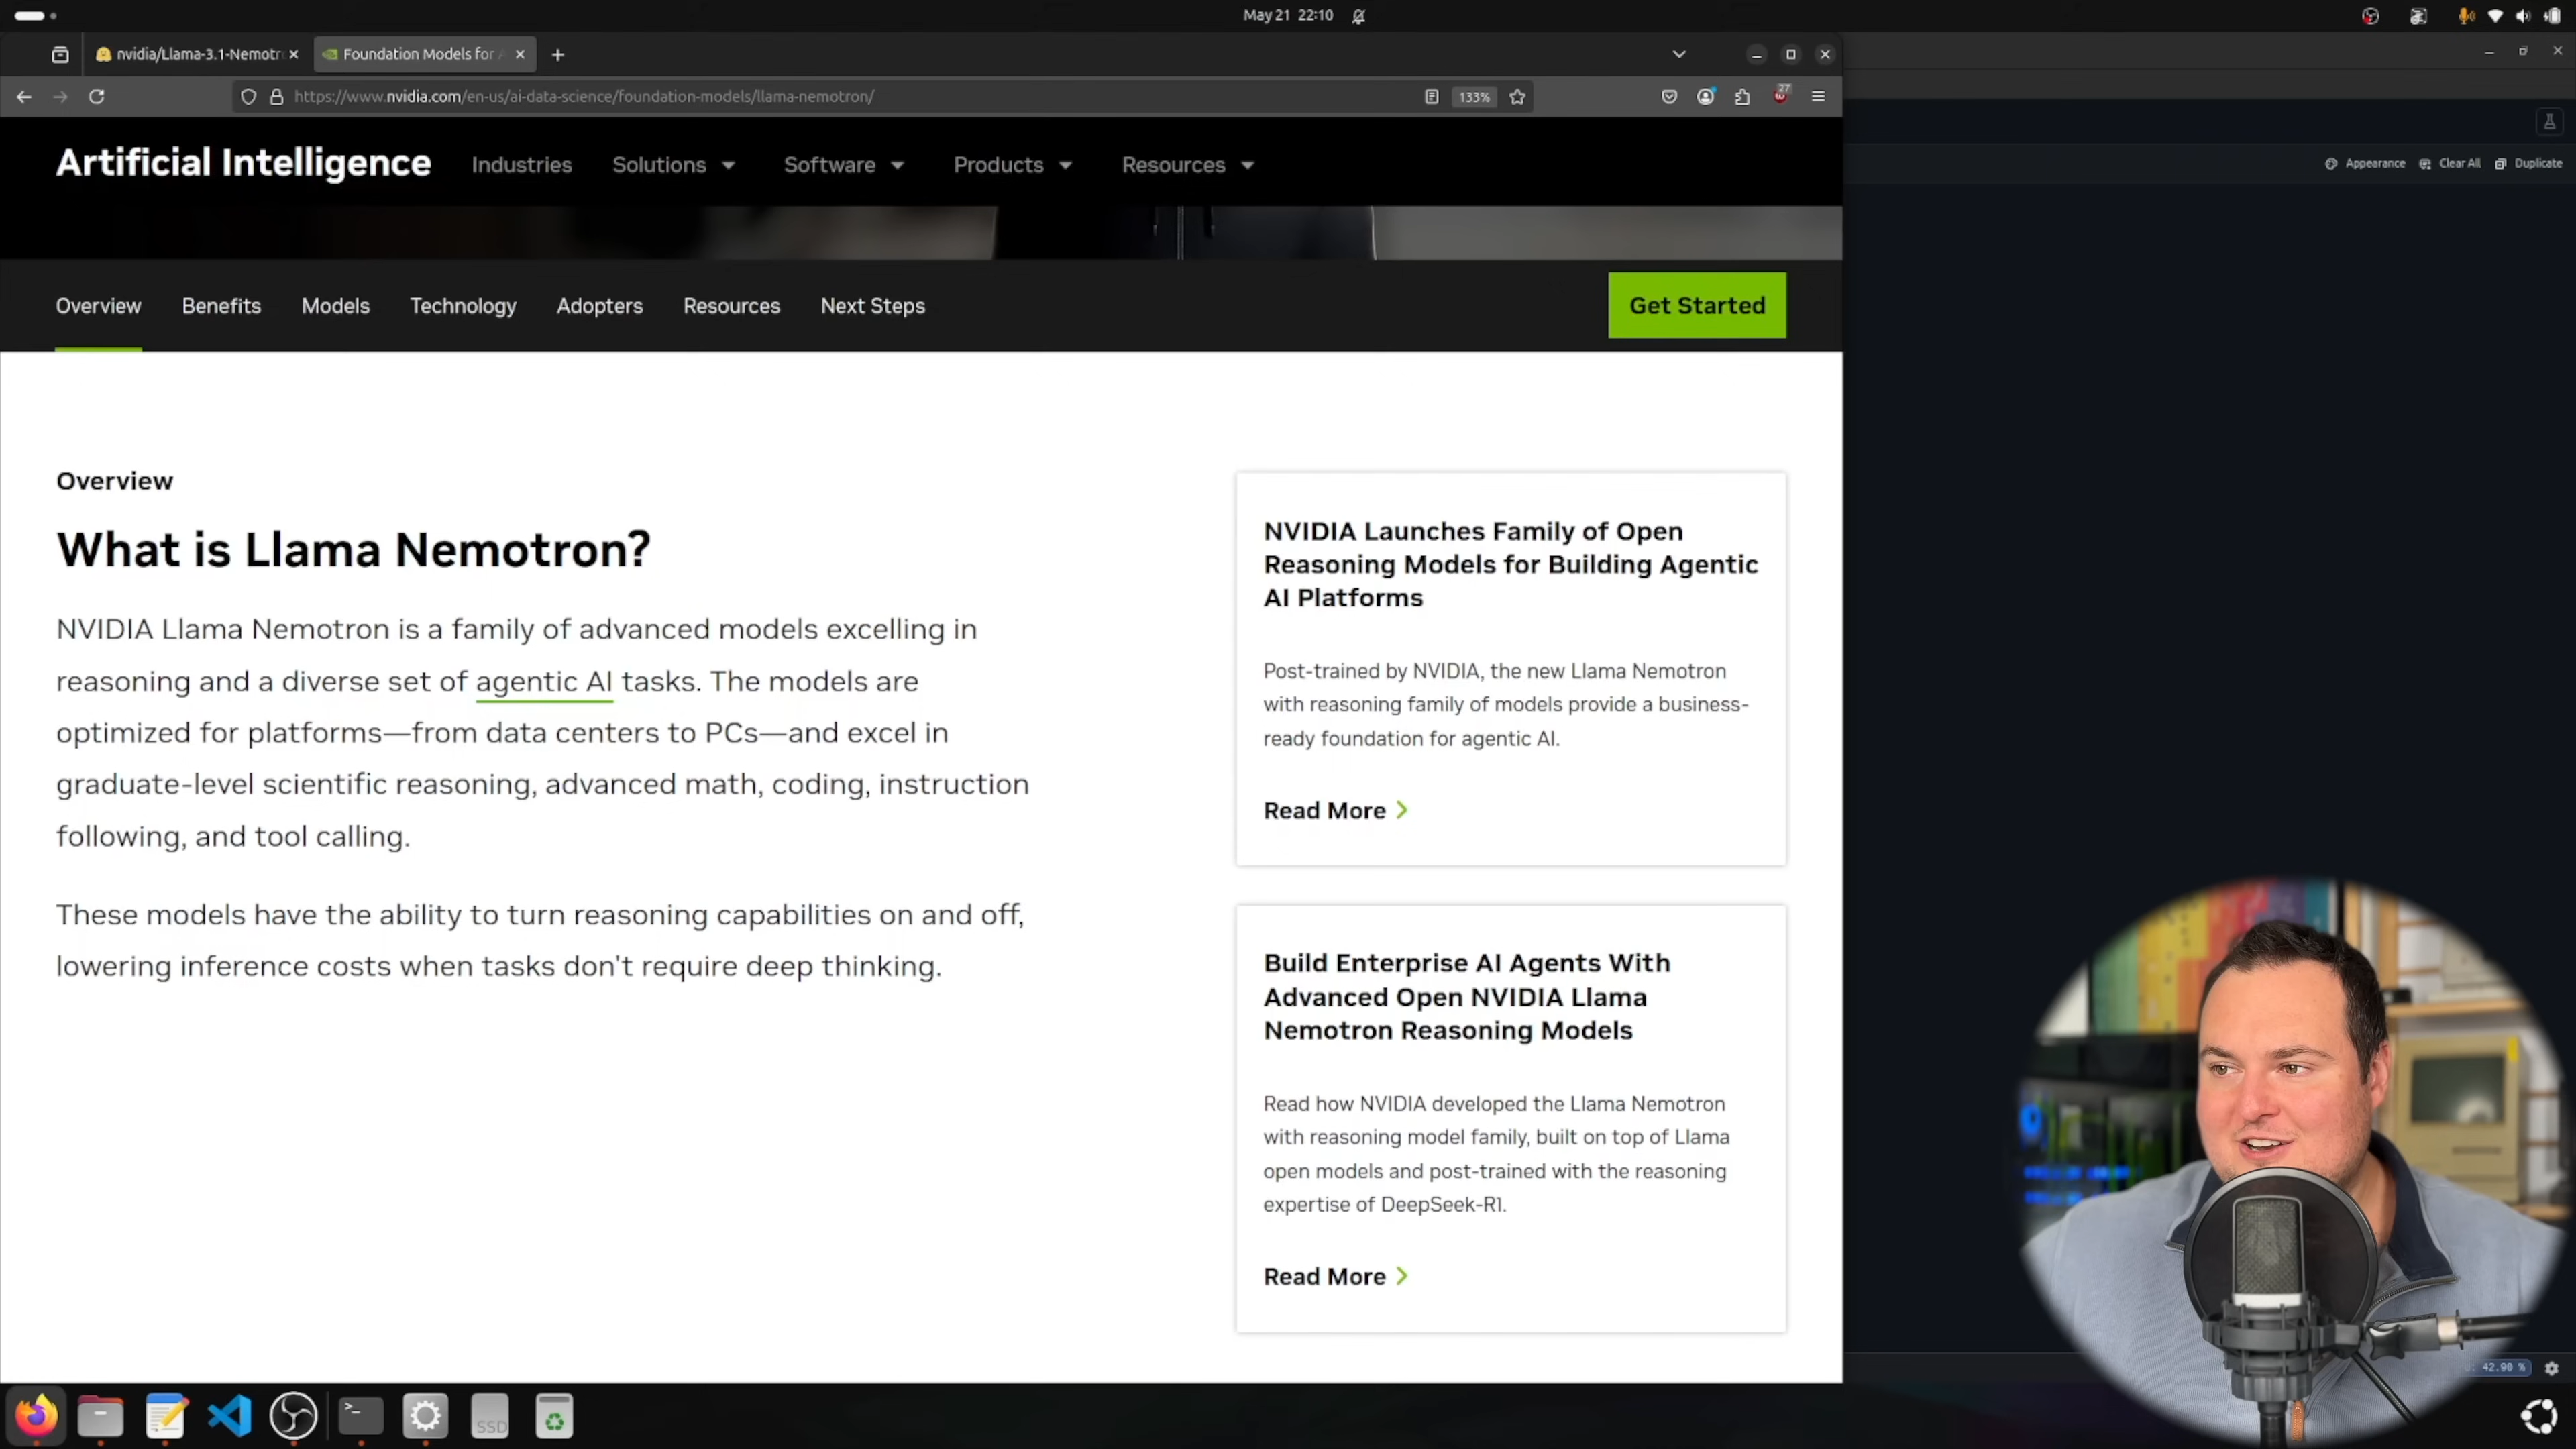 May 21 22:10
nvidia/Llama-3.1-Nemotr
Foundation Models for
https://www.nvidia.com/en-us/ai-data-science/foundation-models/llama-nemotron/
133%
27
Artificial Intelligence
Industries
Solutions
Software
Products
Resources
Appearance
Clear All
Duplicate
Overview
Benefits
Models
Technology
Adopters
Resources
Next Steps
Get Started
Overview
What is Llama Nemotron?
NVIDIA Llama Nemotron is a family of advanced models excelling in
reasoning and a diverse set of agentic AI tasks. The models are
optimized for platforms—from data centers to PCs—and excel in
graduate-level scientific reasoning, advanced math, coding, instruction
following, and tool calling.
These models have the ability to turn reasoning capabilities on and off,
lowering inference costs when tasks don't require deep thinking.
NVIDIA Launches Family of Open
Reasoning Models for Building Agentic
AI Platforms
Post-trained by NVIDIA, the new Llama Nemotron
with reasoning family of models provide a business-
ready foundation for agentic AI.
Read More
Build Enterprise AI Agents With
Advanced Open NVIDIA Llama
Nemotron Reasoning Models
Read how NVIDIA developed the Llama Nemotron
with reasoning model family, built on top of Llama
open models and post-trained with the reasoning
expertise of DeepSeek-R1.
Read More
42.90 %
SSD